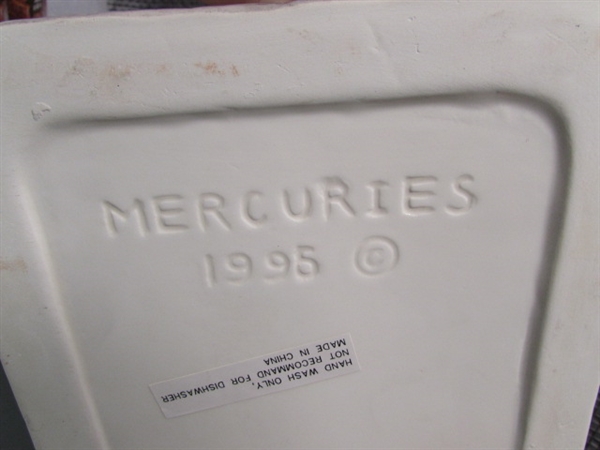 MERCURIES
1995 ©
HAND WASH ONLY,
NOT RECOMMAND FOR DISHWASHER
MADE IN CHINA